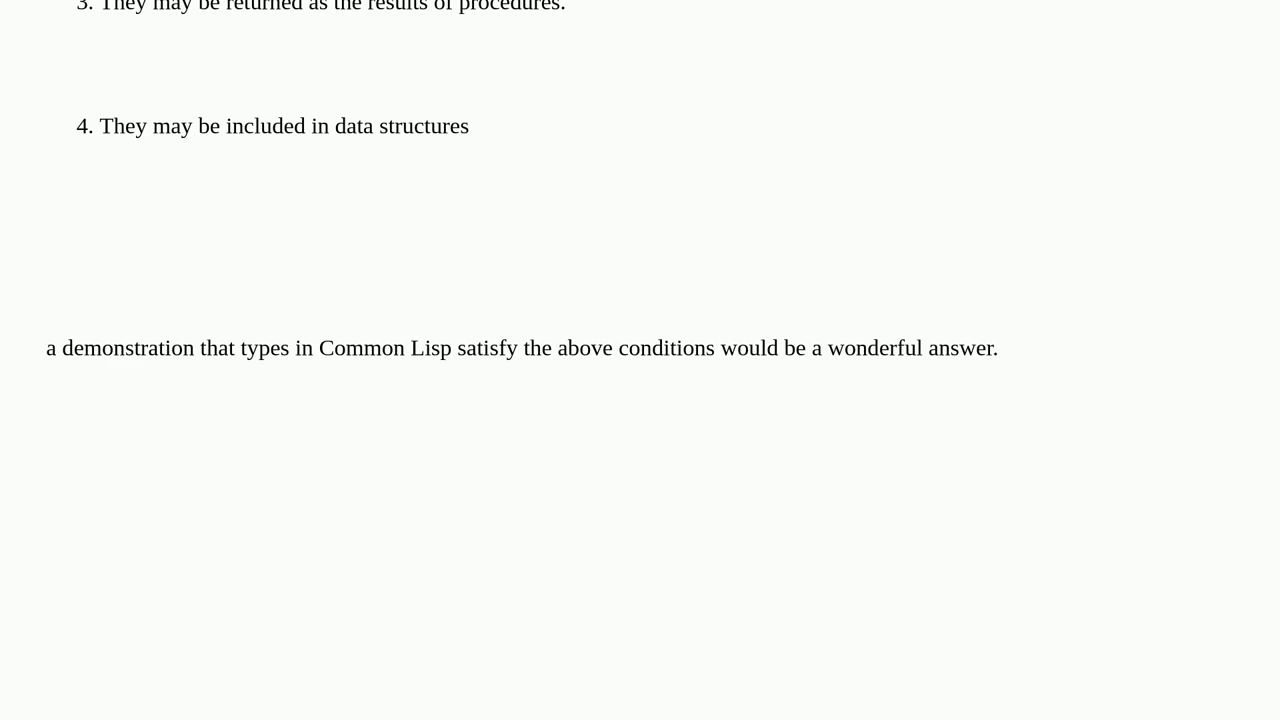 3. They may be returned as the results of procedures.
4. They may be included in data structures
a demonstration that types in Common Lisp satisfy the above conditions would be a wonderful answer.